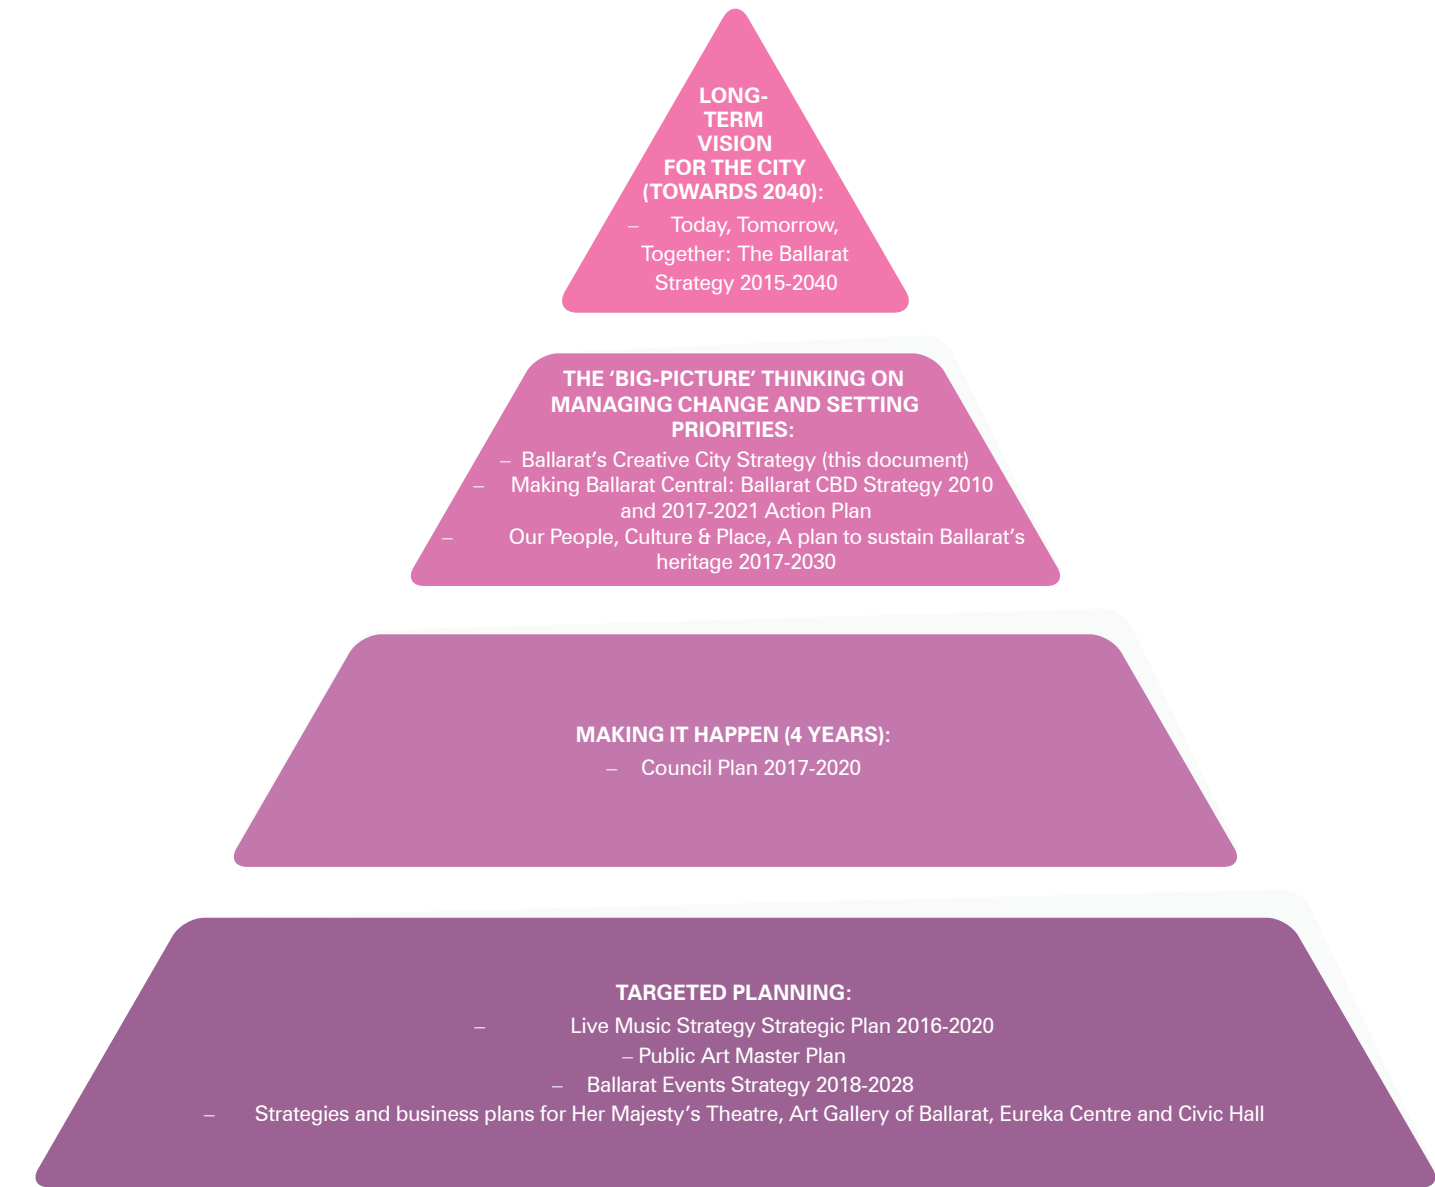 LONG-
TERM
VISION
FOR THE CITY
(TOWARDS 2040):
– Today, Tomorrow,
Together: The Ballarat
Strategy 2015-2040
THE ‘BIG-PICTURE’ THINKING ON
MANAGING CHANGE AND SETTING
PRIORITIES:
– Ballarat’s Creative City Strategy (this document)
– Making Ballarat Central: Ballarat CBD Strategy 2010
and 2017-2021 Action Plan
– Our People, Culture & Place, A plan to sustain Ballarat’s
heritage 2017-2030
MAKING IT HAPPEN (4 YEARS):
– Council Plan 2017-2020
TARGETED PLANNING:
– Live Music Strategy Strategic Plan 2016-2020
– Public Art Master Plan
– Ballarat Events Strategy 2018-2028
– Strategies and business plans for Her Majesty’s Theatre, Art Gallery of Ballarat, Eureka Centre and Civic Hall